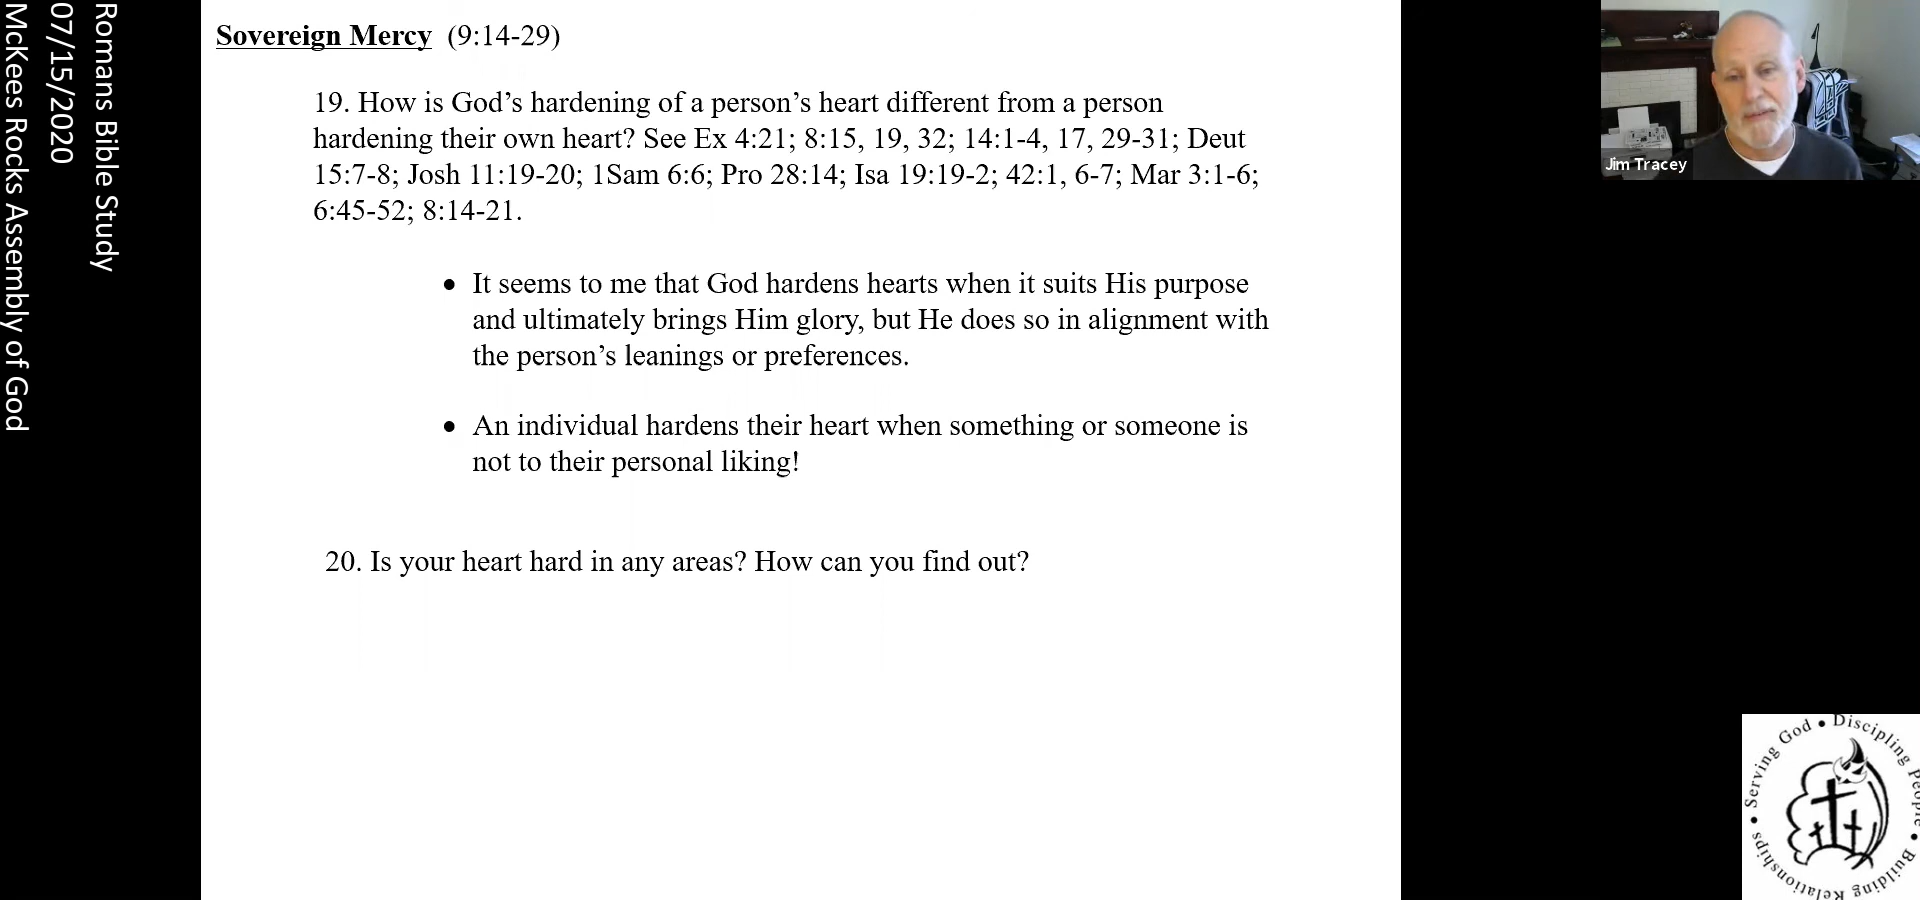 Romans Bible Study
07/15/2020
McKees Rocks Assembly of God
Sovereign Mercy (9:14-29)
19. How is God’s hardening of a person’s heart different from a person
hardening their own heart? See Ex 4:21; 8:15, 19, 32; 14:1-4, 17, 29-31; Deut
15:7-8; Josh 11:19-20; 1Sam 6:6; Pro 28:14; Isa 19:19-2; 42:1, 6-7; Mar 3:1-6;
6:45-52; 8:14-21.
• It seems to me that God hardens hearts when it suits His purpose
and ultimately brings Him glory, but He does so in alignment with
the person’s leanings or preferences.
• An individual hardens their heart when something or someone is
not to their personal liking!
20. Is your heart hard in any areas? How can you find out?
Jim Tracey
Serving God • Discipling People • Building Relationships •